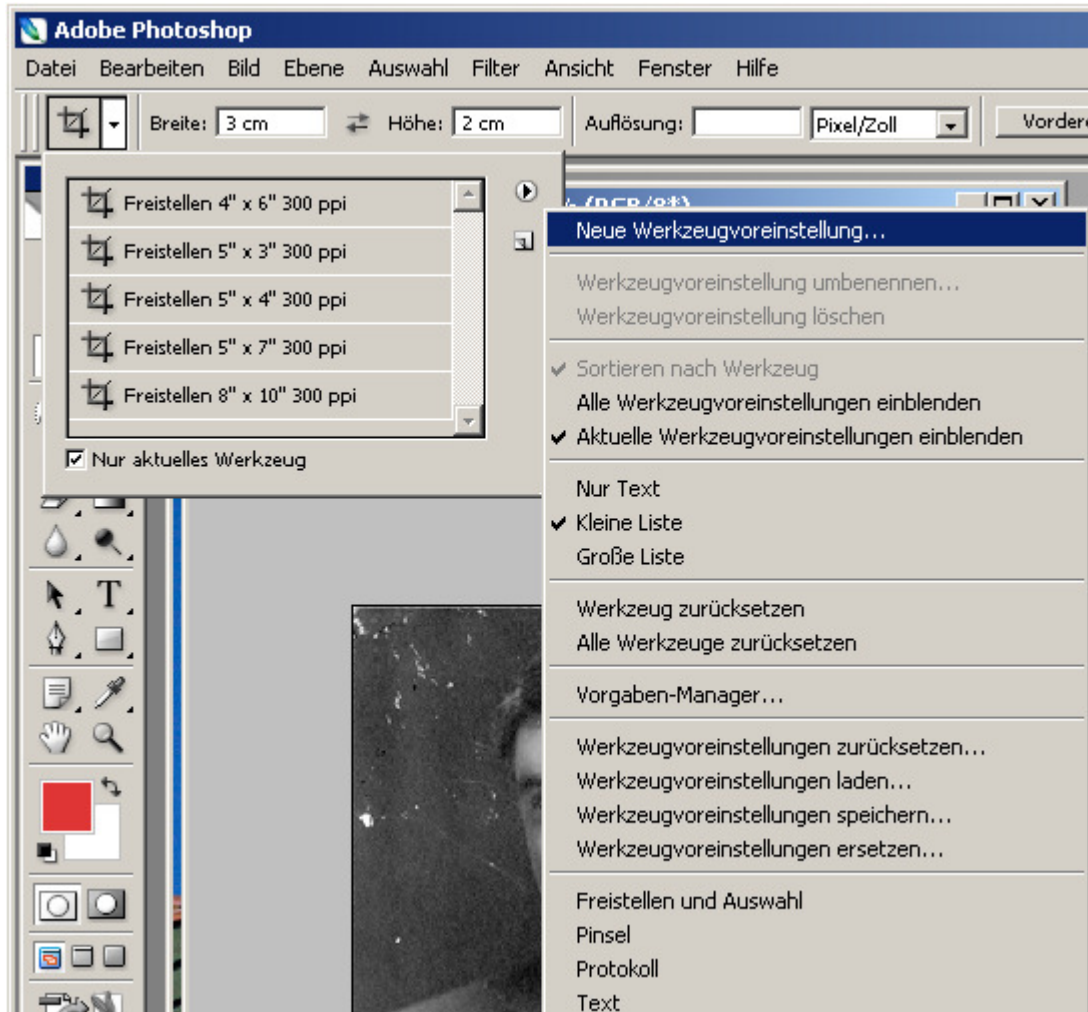 Adobe Photoshop
Datei Bearbeiten Bild Ebene Auswahl Filter Ansicht Fenster Hilfe
Breite: 3 cm Höhe: 2 cm Auflösung: Pixel/Zoll Vordere
Freistellen 4" x 6" 300 ppi
Freistellen 5" x 3" 300 ppi
Freistellen 5" x 4" 300 ppi
Freistellen 5" x 7" 300 ppi
Freistellen 8" x 10" 300 ppi
Nur aktuelles Werkzeug
Neue Werkzeugvoreinstellung...
Werkzeugvoreinstellung umbenennen...
Werkzeugvoreinstellung löschen
Sortieren nach Werkzeug
Alle Werkzeugvoreinstellungen einblenden
Aktuelle Werkzeugvoreinstellungen einblenden
Nur Text
Kleine Liste
Große Liste
Werkzeug zurücksetzen
Alle Werkzeuge zurücksetzen
Vorgaben-Manager...
Werkzeugvoreinstellungen zurücksetzen...
Werkzeugvoreinstellungen laden...
Werkzeugvoreinstellungen speichern...
Werkzeugvoreinstellungen ersetzen...
Freistellen und Auswahl
Pinsel
Protokoll
Text